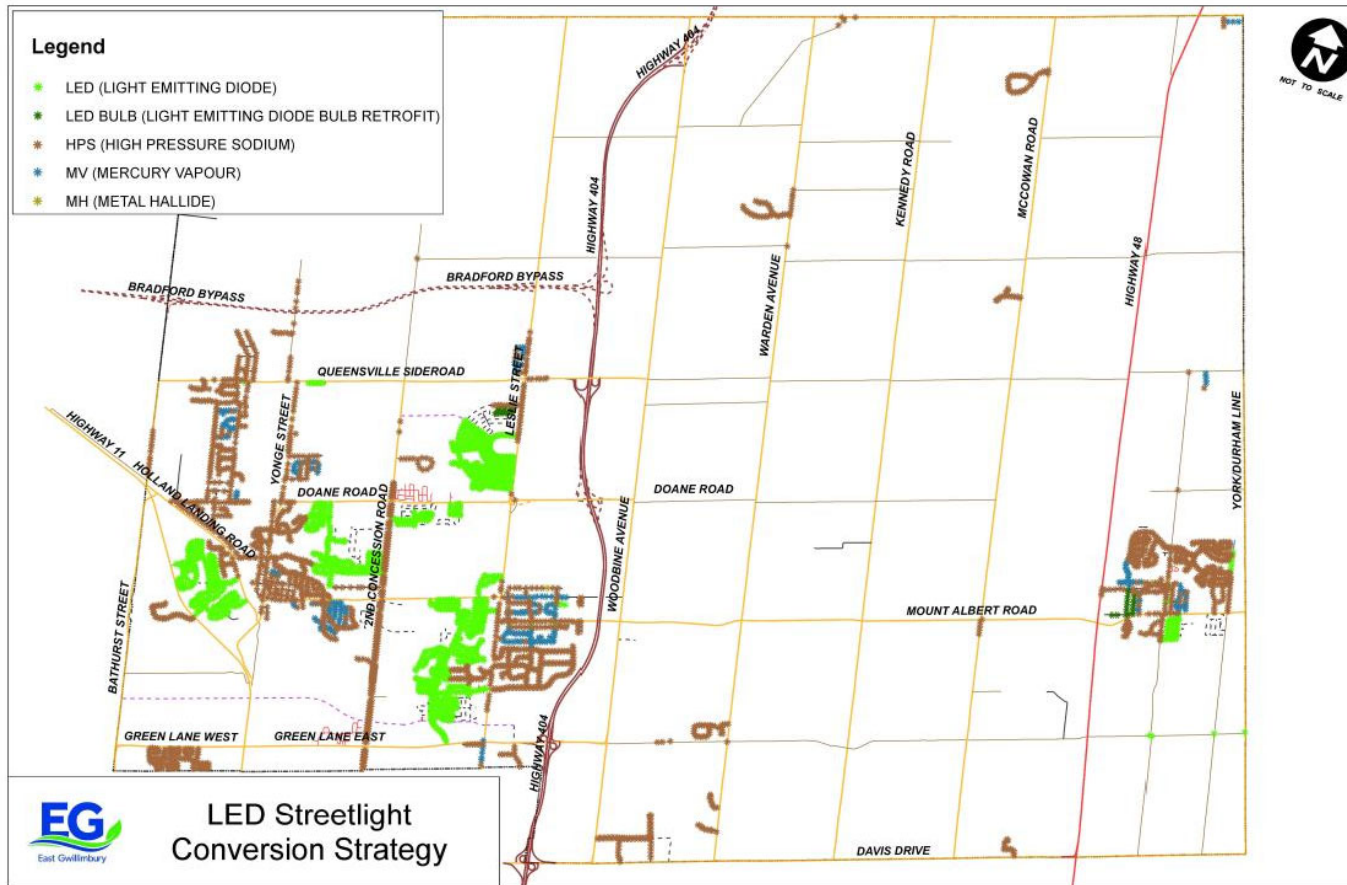 Legend
LED (LIGHT EMITTING DIODE)
LED BULB (LIGHT EMITTING DIODE BULB RETROFIT)
HPS (HIGH PRESSURE SODIUM)
MV (MERCURY VAPOUR)
MH (METAL HALLIDE)
N
NOT TO SCALE
HIGHWAY 404
KENNEDY ROAD
MCCOWAN ROAD
HIGHWAY 404
HIGHWAY 48
BRADFORD BYPASS
BRADFORD BYPASS
WARDEN AVENUE
QUEENSVILLE SIDEROAD
LESLIE STREET
YONGE STREET
HIGHWAY 11
HOLLAND LANDING ROAD
DOANE ROAD
DOANE ROAD
YORK/DURHAM LINE
2ND CONCESSION ROAD
WOODBINE AVENUE
MOUNT ALBERT ROAD
BATHURST STREET
GREEN LANE WEST
GREEN LANE EAST
HIGHWAY 404
DAVIS DRIVE
EG
East Gwillimbury
LED Streetlight
Conversion Strategy